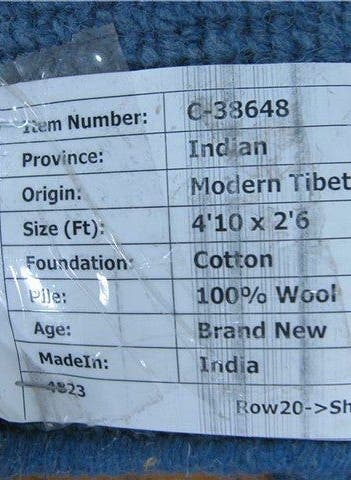 Item Number: C-38648
Province: Indian
Origin: Modern Tibet
Size (Ft): 4'10 x 2'6
Foundation: Cotton
Pile: 100% Wool
Age: Brand New
MadeIn: India
4823
Row20->Sh